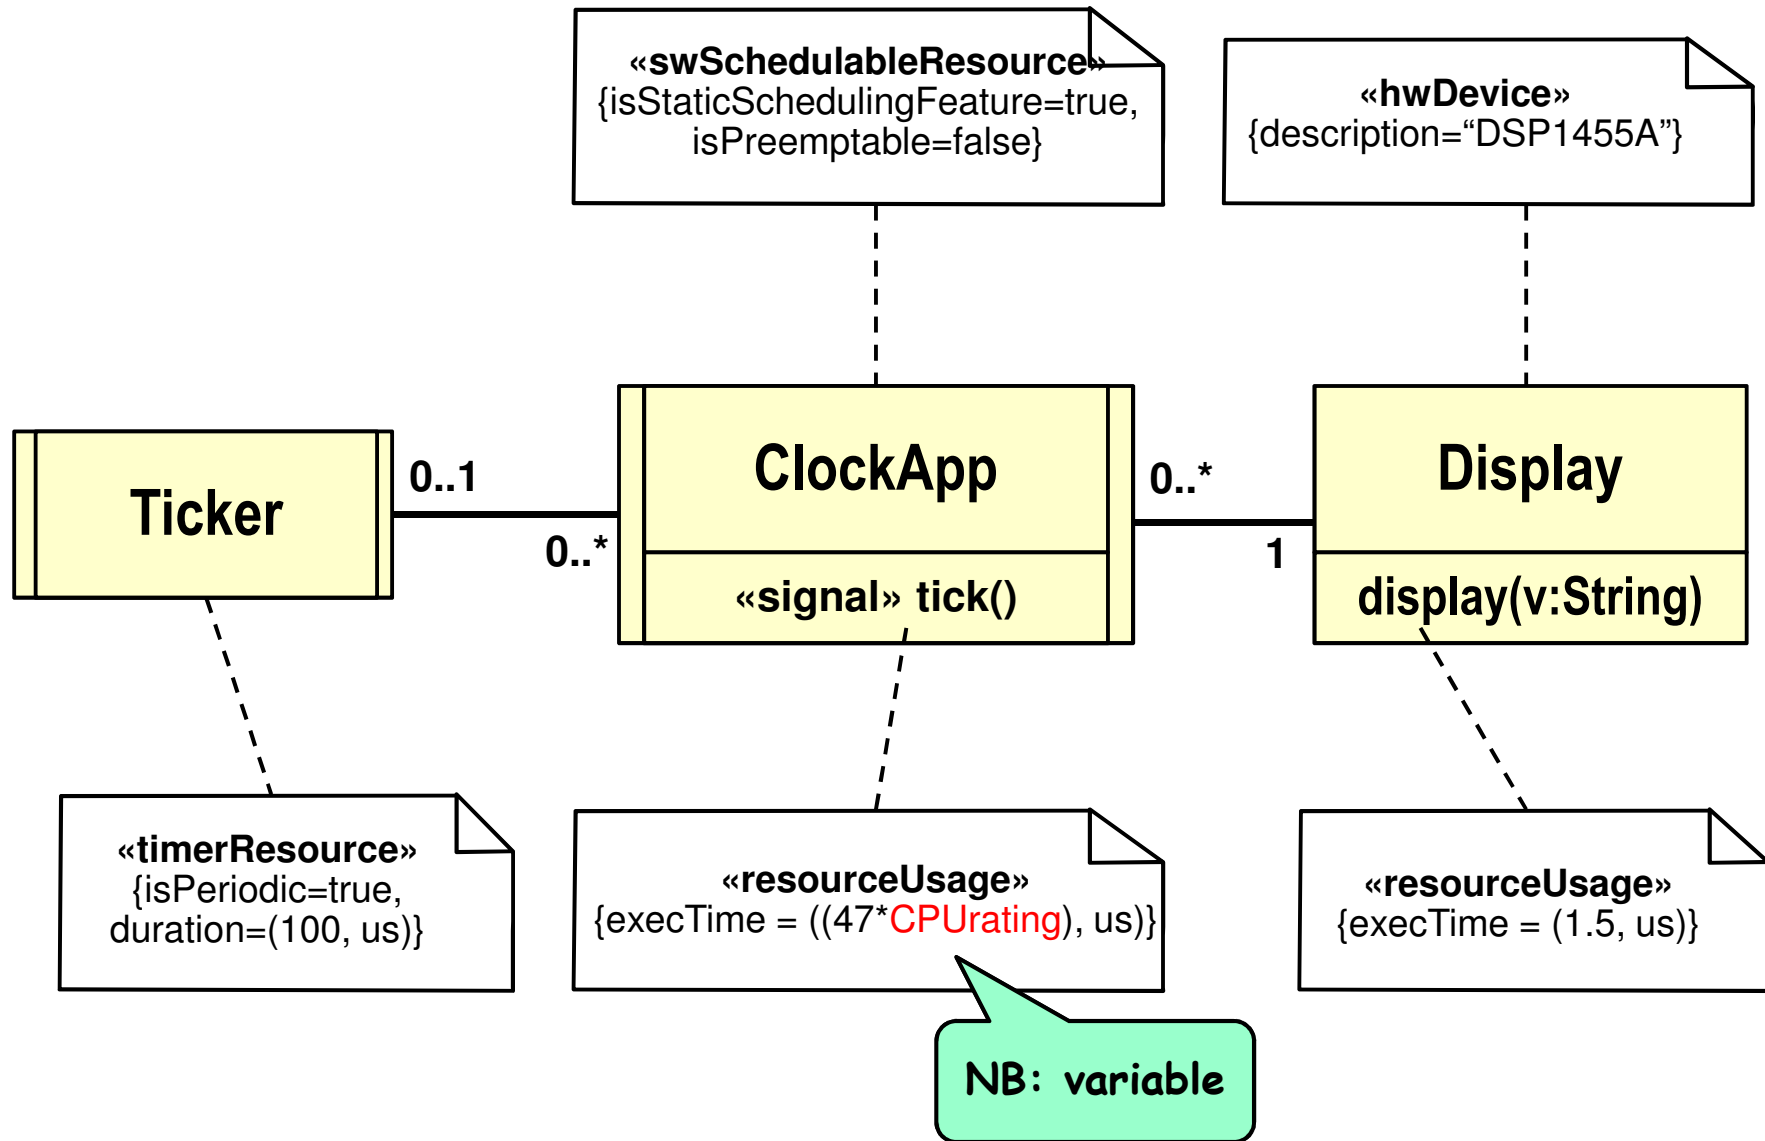 «swSchedulableResource»
{isStaticSchedulingFeature=true,
isPreemptable=false}
«hwDevice»
{description=“DSP1455A”}
Ticker
0..1
0..*
ClockApp
«signal» tick()
0..*
1
Display
display(v:String)
«timerResource»
{isPeriodic=true,
duration=(100, us)}
«resourceUsage»
{execTime = ((47*CPUrating), us)}
«resourceUsage»
{execTime = (1.5, us)}
NB: variable